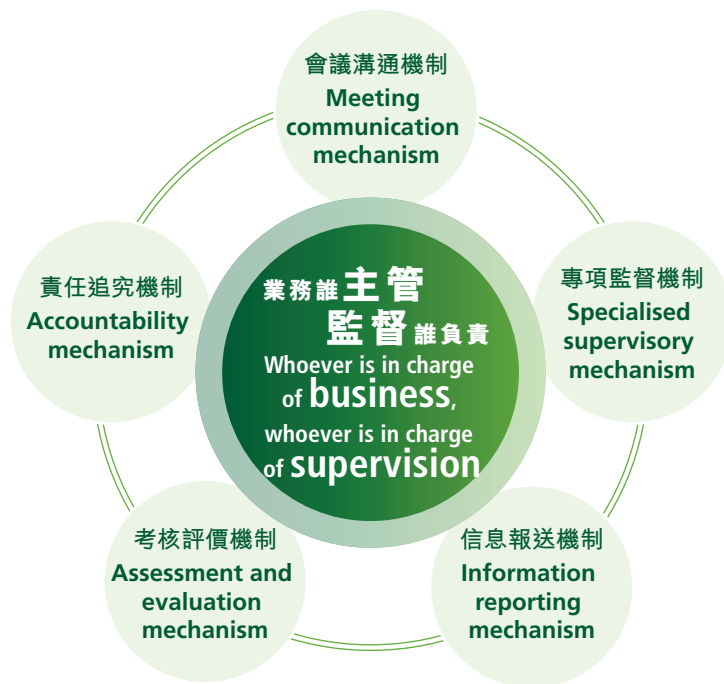 會議溝通機制
Meeting
communication
mechanism
專項監督機制
Specialised
supervisory
mechanism
信息報送機制
Information
reporting
mechanism
考核評價機制
Assessment and
evaluation
mechanism
責任追究機制
Accountability
mechanism
業務誰主管
監督誰負責
Whoever is in charge
of business,
whoever is in charge
of supervision